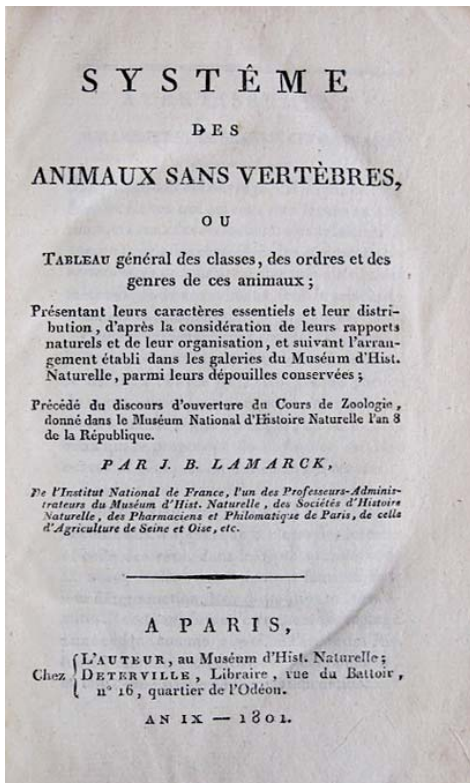 SYSTÊME
DES
ANIMAUX SANS VERTÈBRES,
OU
TABLEAU général des classes, des ordres et des
genres de ces animaux ;
Présentant leurs caractères essentiels et leur distri-
bution, d'après la considération de leurs rapports
naturels et de leur organisation, et suivant l'arran-
gement établi dans les galeries du Muséum d'Hist.
Naturelle, parmi leurs dépouilles conservées ;
Précédé du discours d'ouverture du Cours de Zoologie,
donné dans le Muséum National d'Histoire Naturelle l'an 8
de la République.
PAR J. B. LAMARCK,
De l'Institut National de France, l'un des Professeurs-Adminis-
trateurs du Muséum d'Hist. Naturelle, des Sociétés d'Histoire
Naturelle, des Pharmaciens et Philomatique de Paris, de celle
d'Agriculture de Seine et Oise, etc.
A PARIS,
L'AUTEUR, au Muséum d'Hist. Naturelle ;
Chez DETERVILLE, Libraire, rue du Battoir,
n° 16, quartier de l'Odéon.
AN IX — 1801.